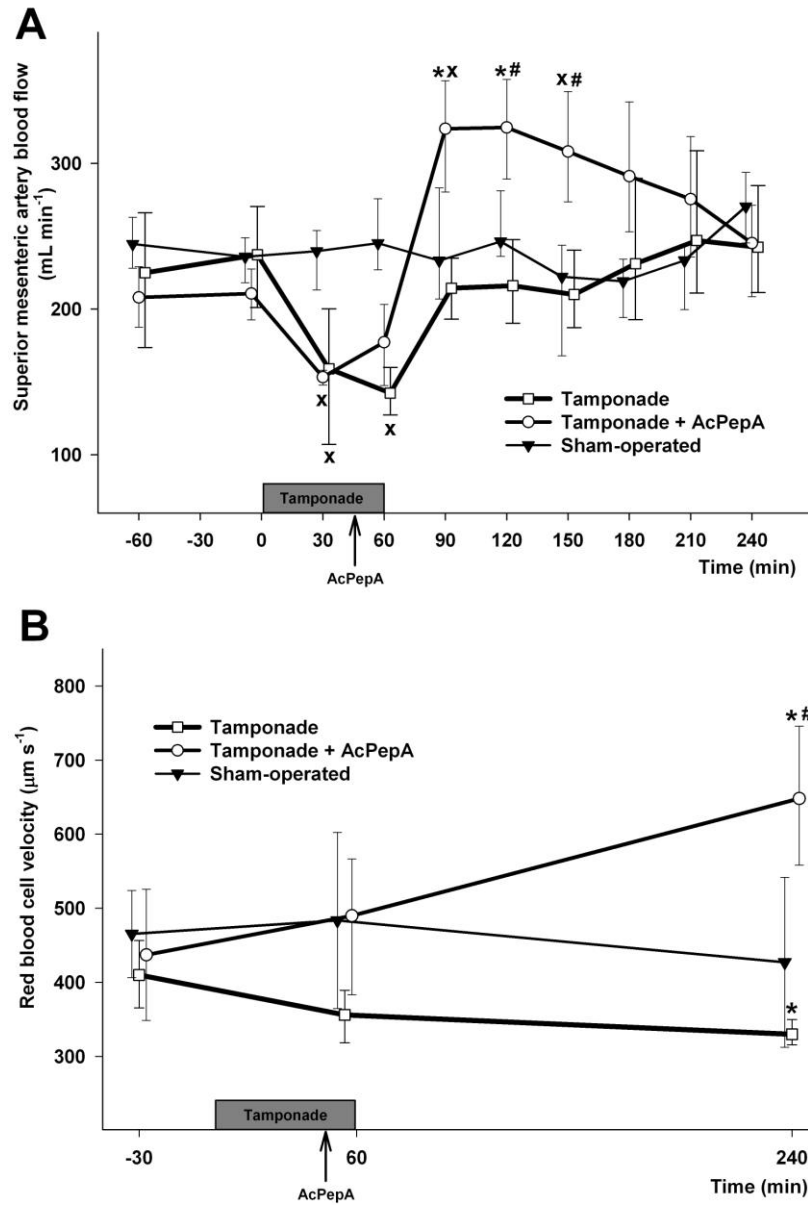 A
Superior mesenteric artery blood flow
(mL min-1)
300
200
100
*x
*#
x#
x
x
x
Tamponade
Tamponade + AcPepA
Sham-operated
Tamponade
-60 -30 0 30 60 90 120 150 180 210 240
AcPepA
Time (min)
B
Red blood cell velocity (µm s-1)
800
700
600
500
400
300
Tamponade
Tamponade + AcPepA
Sham-operated
*#
*
Tamponade
-30 60 240
AcPepA
Time (min)